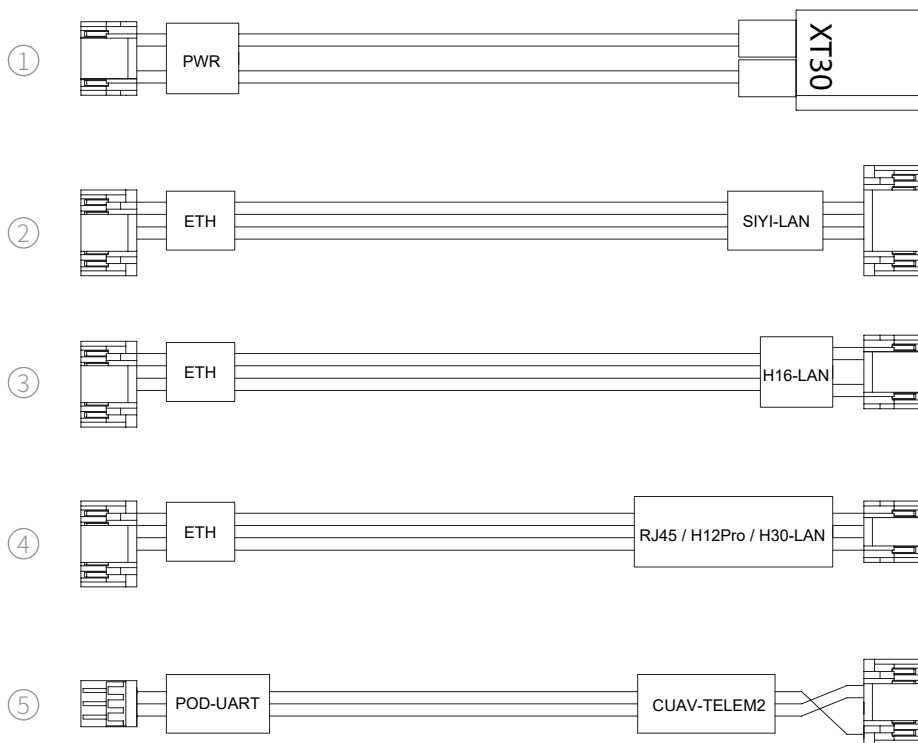 ① PWR XT30
② ETH SIYI-LAN
③ ETH H16-LAN
④ ETH RJ45 / H12Pro / H30-LAN
⑤ POD-UART CUAV-TELEM2